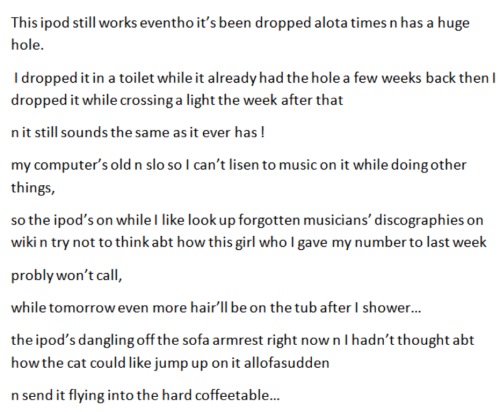 This ipod still works eventho it's been dropped alota times n has a huge
hole.
I dropped it in a toilet while it already had the hole a few weeks back then I
dropped it while crossing a light the week after that
n it still sounds the same as it ever has !
my computer's old n slo so I can't lisen to music on it while doing other
things,
so the ipod's on while I like look up forgotten musicians' discographies on
wiki n try not to think abt how this girl who I gave my number to last week
probly won't call,
while tomorrow even more hair'll be on the tub after I shower…
the ipod's dangling off the sofa armrest right now n I hadn't thought abt
how the cat could like jump up on it allofasudden
n send it flying into the hard coffeetable…